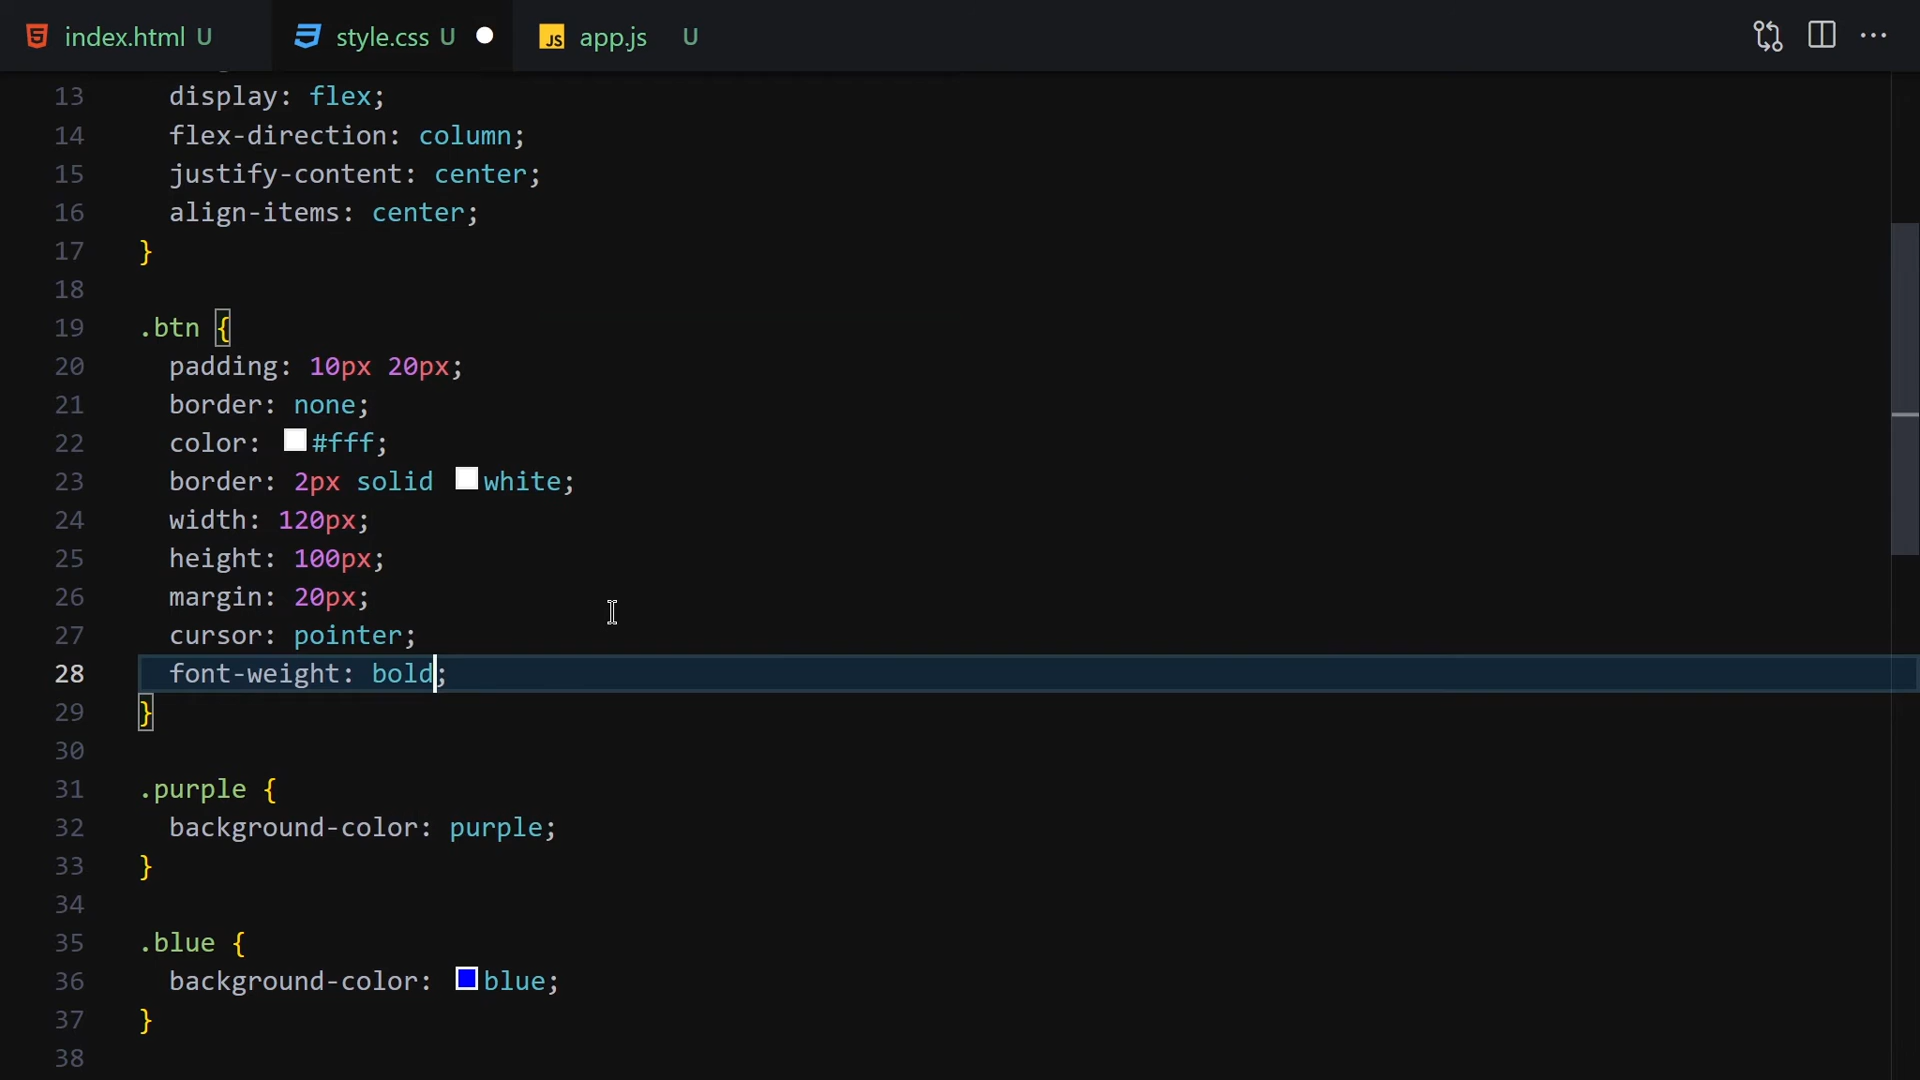 index.html U
style.css U
app.js U
13 display: flex;
14 flex-direction: column;
15 justify-content: center;
16 align-items: center;
17 }
18
19 .btn {
20 padding: 10px 20px;
21 border: none;
22 color: #fff;
23 border: 2px solid white;
24 width: 120px;
25 height: 100px;
26 margin: 20px;
27 cursor: pointer;
28 font-weight: bold;
29 }
30
31 .purple {
32 background-color: purple;
33 }
34
35 .blue {
36 background-color: blue;
37 }
38